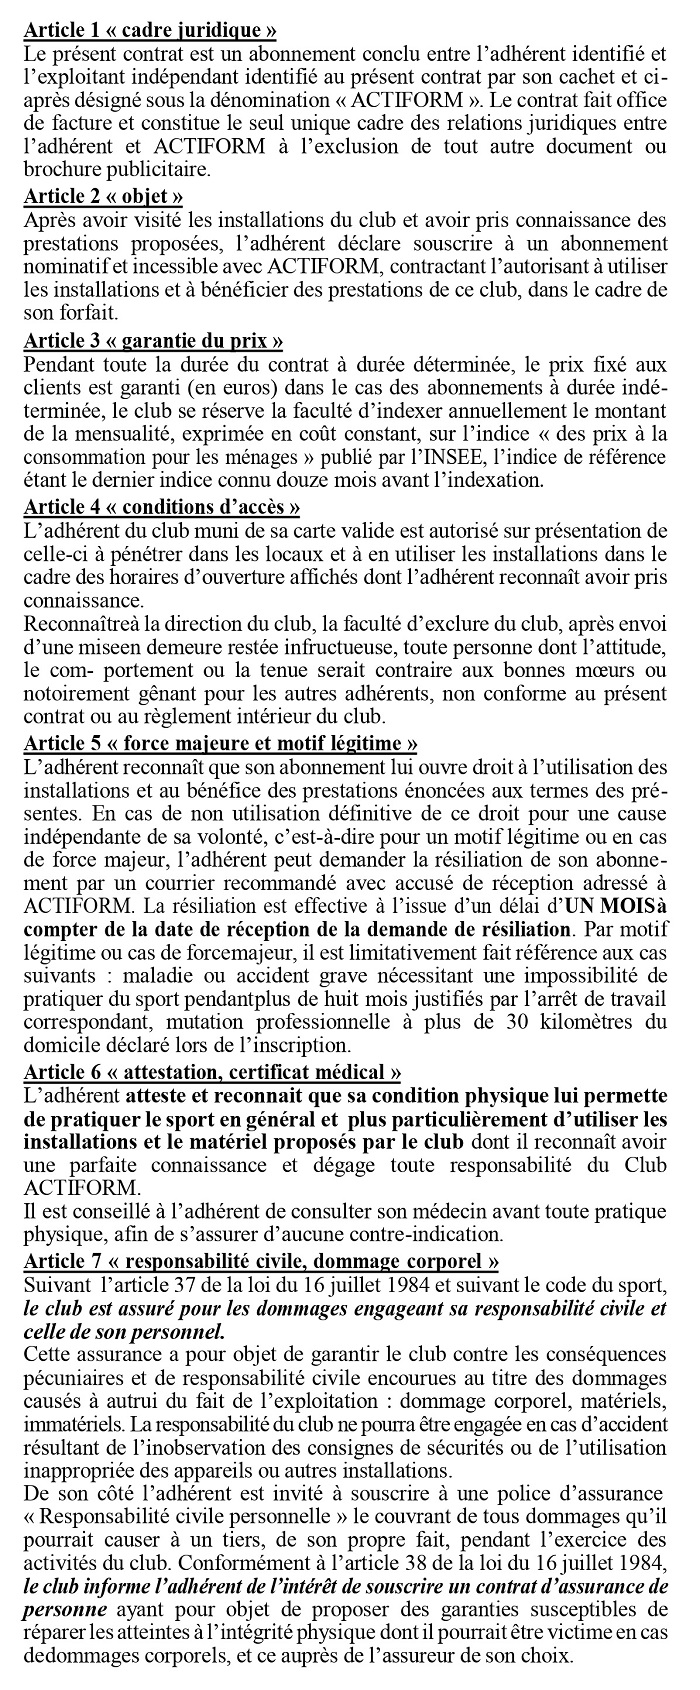 Article 1 « cadre juridique »
Le présent contrat est un abonnement conclu entre l’adhérent identifié et
l’exploitant indépendant identifié au présent contrat par son cachet et ci-
après désigné sous la dénomination « ACTIFORM ». Le contrat fait office
de facture et constitue le seul unique cadre des relations juridiques entre
l’adhérent et ACTIFORM à l’exclusion de tout autre document ou
brochure publicitaire.
Article 2 « objet »
Après avoir visité les installations du club et avoir pris connaissance des
prestations proposées, l’adhérent déclare souscrire à un abonnement
nominatif et incessible avec ACTIFORM, contractant l’autorisant à utiliser
les installations et à bénéficier des prestations de ce club, dans le cadre de
son forfait.
Article 3 « garantie du prix »
Pendant toute la durée du contrat à durée déterminée, le prix fixé aux
clients est garanti (en euros) dans le cas des abonnements à durée indé-
terminée, le club se réserve la faculté d’indexer annuellement le montant
de la mensualité, exprimée en coût constant, sur l’indice « des prix à la
consommation pour les ménages » publié par l’INSEE, l’indice de référence
étant le dernier indice connu douze mois avant l’indexation.
Article 4 « conditions d’accès »
L’adhérent du club muni de sa carte valide est autorisé sur présentation de
celle-ci à pénétrer dans les locaux et à en utiliser les installations dans le
cadre des horaires d’ouverture affichés dont l’adhérent reconnaît avoir pris
connaissance.
Reconnaîtreà la direction du club, la faculté d’exclure du club, après envoi
d’une miseen demeure restée infructueuse, toute personne dont l’attitude,
le com- portement ou la tenue serait contraire aux bonnes mœurs ou
notoirement gênant pour les autres adhérents, non conforme au présent
contrat ou au règlement intérieur du club.
Article 5 « force majeure et motif légitime »
L’adhérent reconnaît que son abonnement lui ouvre droit à l’utilisation des
installations et au bénéfice des prestations énoncées aux termes des pré-
sentes. En cas de non utilisation définitive de ce droit pour une cause
indépendante de sa volonté, c’est-à-dire pour un motif légitime ou en cas
de force majeur, l’adhérent peut demander la résiliation de son abonne-
ment par un courrier recommandé avec accusé de réception adressé à
ACTIFORM. La résiliation est effective à l’issue d’un délai d’UN MOISà
compter de la date de réception de la demande de résiliation. Par motif
légitime ou cas de forcemajeur, il est limitativement fait référence aux cas
suivants : maladie ou accident grave nécessitant une impossibilité de
pratiquer du sport pendantplus de huit mois justifiés par l’arrêt de travail
correspondant, mutation professionnelle à plus de 30 kilomètres du
domicile déclaré lors de l’inscription.
Article 6 « attestation, certificat médical »
L’adhérent atteste et reconnait que sa condition physique lui permette
de pratiquer le sport en général et plus particulièrement d’utiliser les
installations et le matériel proposés par le club dont il reconnaît avoir
une parfaite connaissance et dégage toute responsabilité du Club
ACTIFORM.
Il est conseillé à l’adhérent de consulter son médecin avant toute pratique
physique, afin de s’assurer d’aucune contre-indication.
Article 7 « responsabilité civile, dommage corporel »
Suivant l’article 37 de la loi du 16 juillet 1984 et suivant le code du sport,
le club est assuré pour les dommages engageant sa responsabilité civile et
celle de son personnel.
Cette assurance a pour objet de garantir le club contre les conséquences
pécuniaires et de responsabilité civile encourues au titre des dommages
causés à autrui du fait de l’exploitation : dommage corporel, matériels,
immatériels. La responsabilité du club ne pourra être engagée en cas d’accident
résultant de l’inobservation des consignes de sécurités ou de l’utilisation
inappropriée des appareils ou autres installations.
De son côté l’adhérent est invité à souscrire à une police d’assurance
« Responsabilité civile personnelle » le couvrant de tous dommages qu’il
pourrait causer à un tiers, de son propre fait, pendant l’exercice des
activités du club. Conformément à l’article 38 de la loi du 16 juillet 1984,
le club informe l’adhérent de l’intérêt de souscrire un contrat d’assurance de
personne ayant pour objet de proposer des garanties susceptibles de
réparer les atteintes à l’intégrité physique dont il pourrait être victime en cas
dedommages corporels, et ce auprès de l’assureur de son choix.